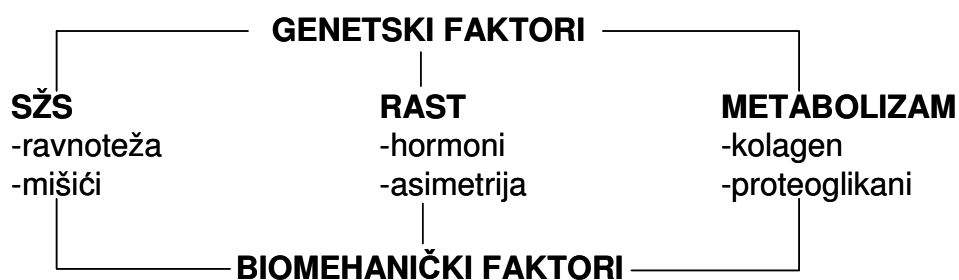 GENETSKI FAKTORI
SŽS
-ravnoteža
-mišići
RAST
-hormoni
-asimetrija
METABOLIZAM
-kolagen
-proteoglikani
BIOMEHANIČKI FAKTORI